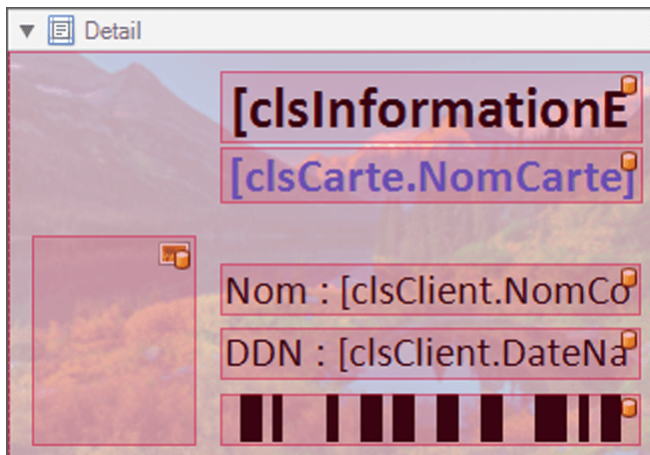 Detail
[clsInformationE
[clsCarte.NomCarte]
Nom : [clsClient.NomCo
DDN : [clsClient.DateNa